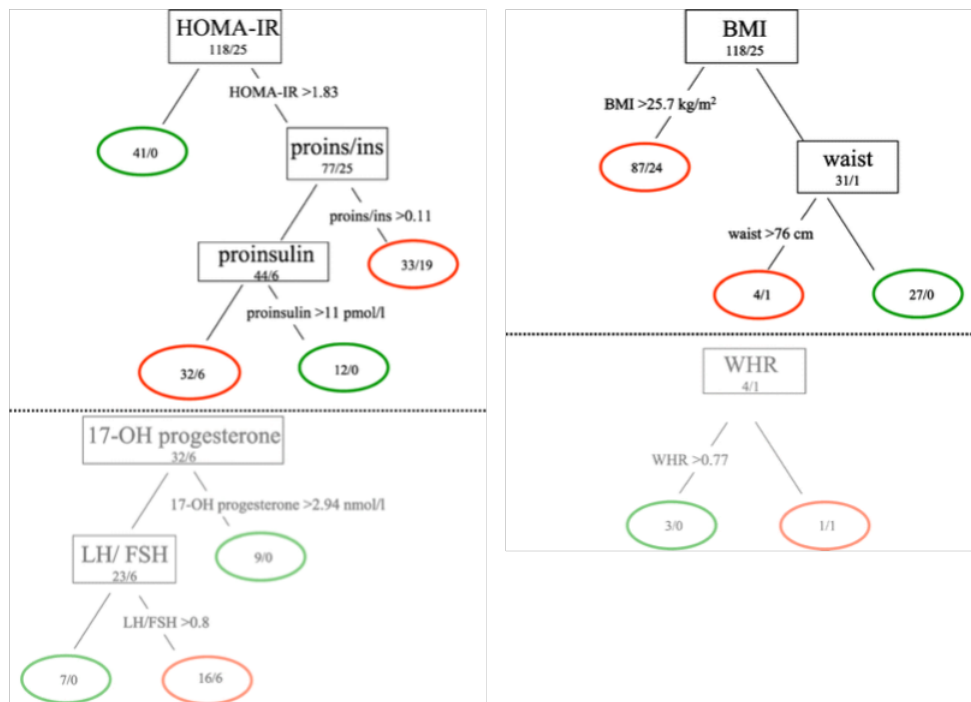 HOMA-IR
118/25
HOMA-IR >1.83
41/0
proins/ins
77/25
proins/ins >0.11
proinsulin
44/6
33/19
proinsulin >11 pmol/l
32/6
12/0
17-OH progesterone
32/6
17-OH progesterone >2.94 nmol/l
LH/ FSH
23/6
9/0
LH/FSH >0.8
7/0
16/6
BMI
118/25
BMI >25.7 kg/m²
87/24
waist
31/1
waist >76 cm
4/1
27/0
WHR
4/1
WHR >0.77
3/0
1/1